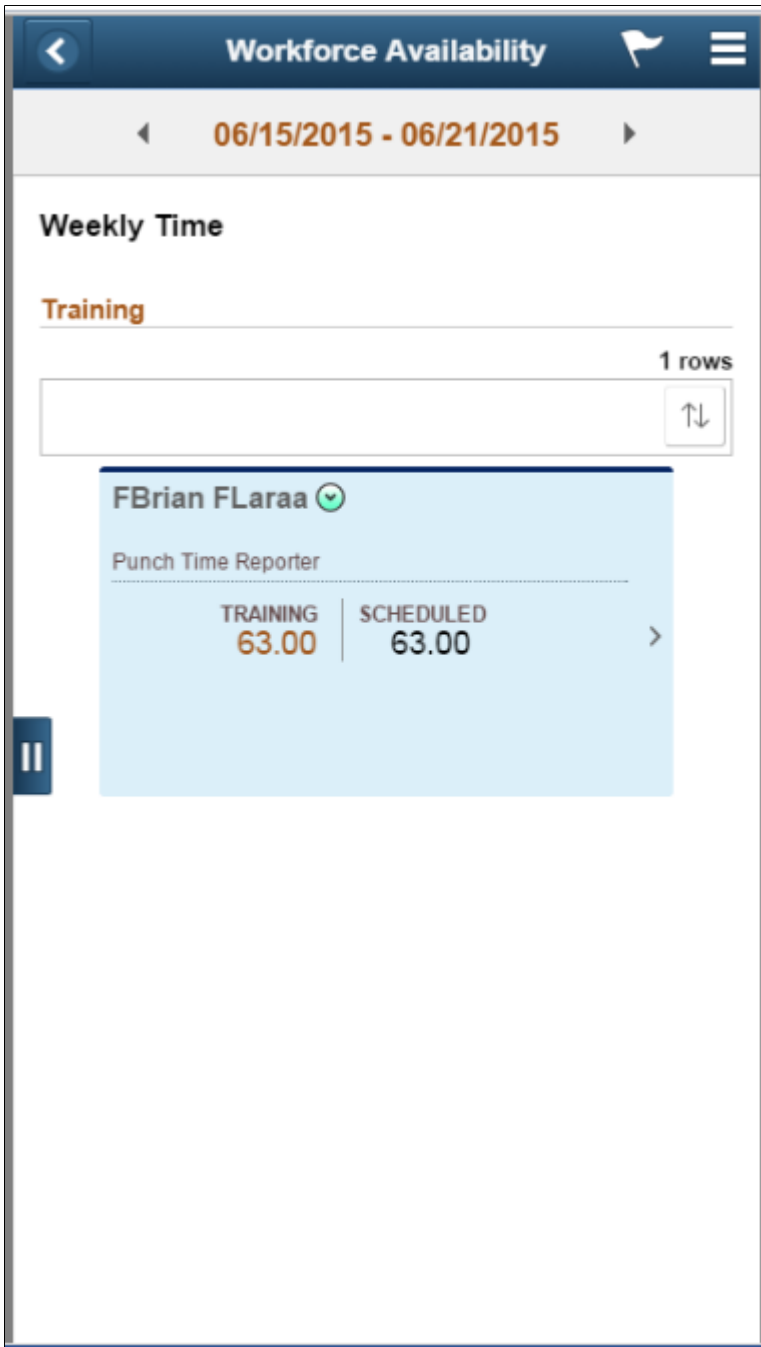 Workforce Availability
06/15/2015 - 06/21/2015
Weekly Time
Training
1 rows
FBrian FLaraa
Punch Time Reporter
TRAINING SCHEDULED
63.00 63.00